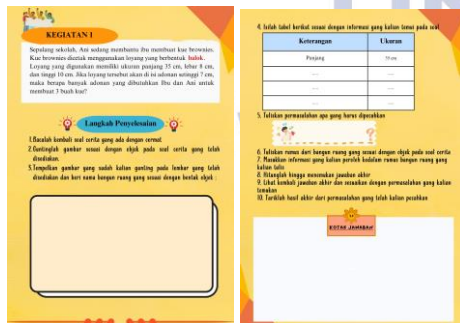 KEGIATAN 1
Sepulang sekolah, Ani sedang membantu ibu membuat kue brownies.
Kue brownies dicetak menggunakan loyang yang berbentuk balok.
Loyang yang digunakan memiliki ukuran panjang 35 cm, lebar 8 cm,
dan tinggi 10 cm. Jika loyang tersebut akan di isi adonan setinggi 7 cm,
maka berapa banyak adonan yang dibutuhkan Ibu dan Ani untuk
membuat 3 buah kue?
Langkah Penyelesaian
1.Bacalah kembali soal cerita yang ada dengan cermat
2.Guntinglah gambar sesuai dengan objek pada soal cerita yang telah
disediakan.
3.Tempelkan gambar yang sudah kalian gunting pada lembar yang telah
disediakan dan beri nama bangun ruang yang sesuai dengan bentuk objek :
4. Isilah tabel berikut sesuai dengan informasi yang kalian temui pada soal
Keterangan Ukuran
Panjang 35 cm
.... ....
.... ....
5. Tuliskan permasalahan apa yang harus dipecahkan
?
6. Tuliskan rumus dari bangun ruang yang sesuai dengan objek pada soal cerita
7. Masukkan informasi yang kalian peroleh kedalam rumus bangun ruang yang
kalian tulis
8. Hitunglah hingga menemukan jawaban akhir
9. Lihat kembali jawaban akhir dan sesuaikan dengan permasalahan yang kalian
temukan
10. Tariklah hasil akhir dari permasalahan yang telah kalian pecahkan
KOTAK JAWABAN